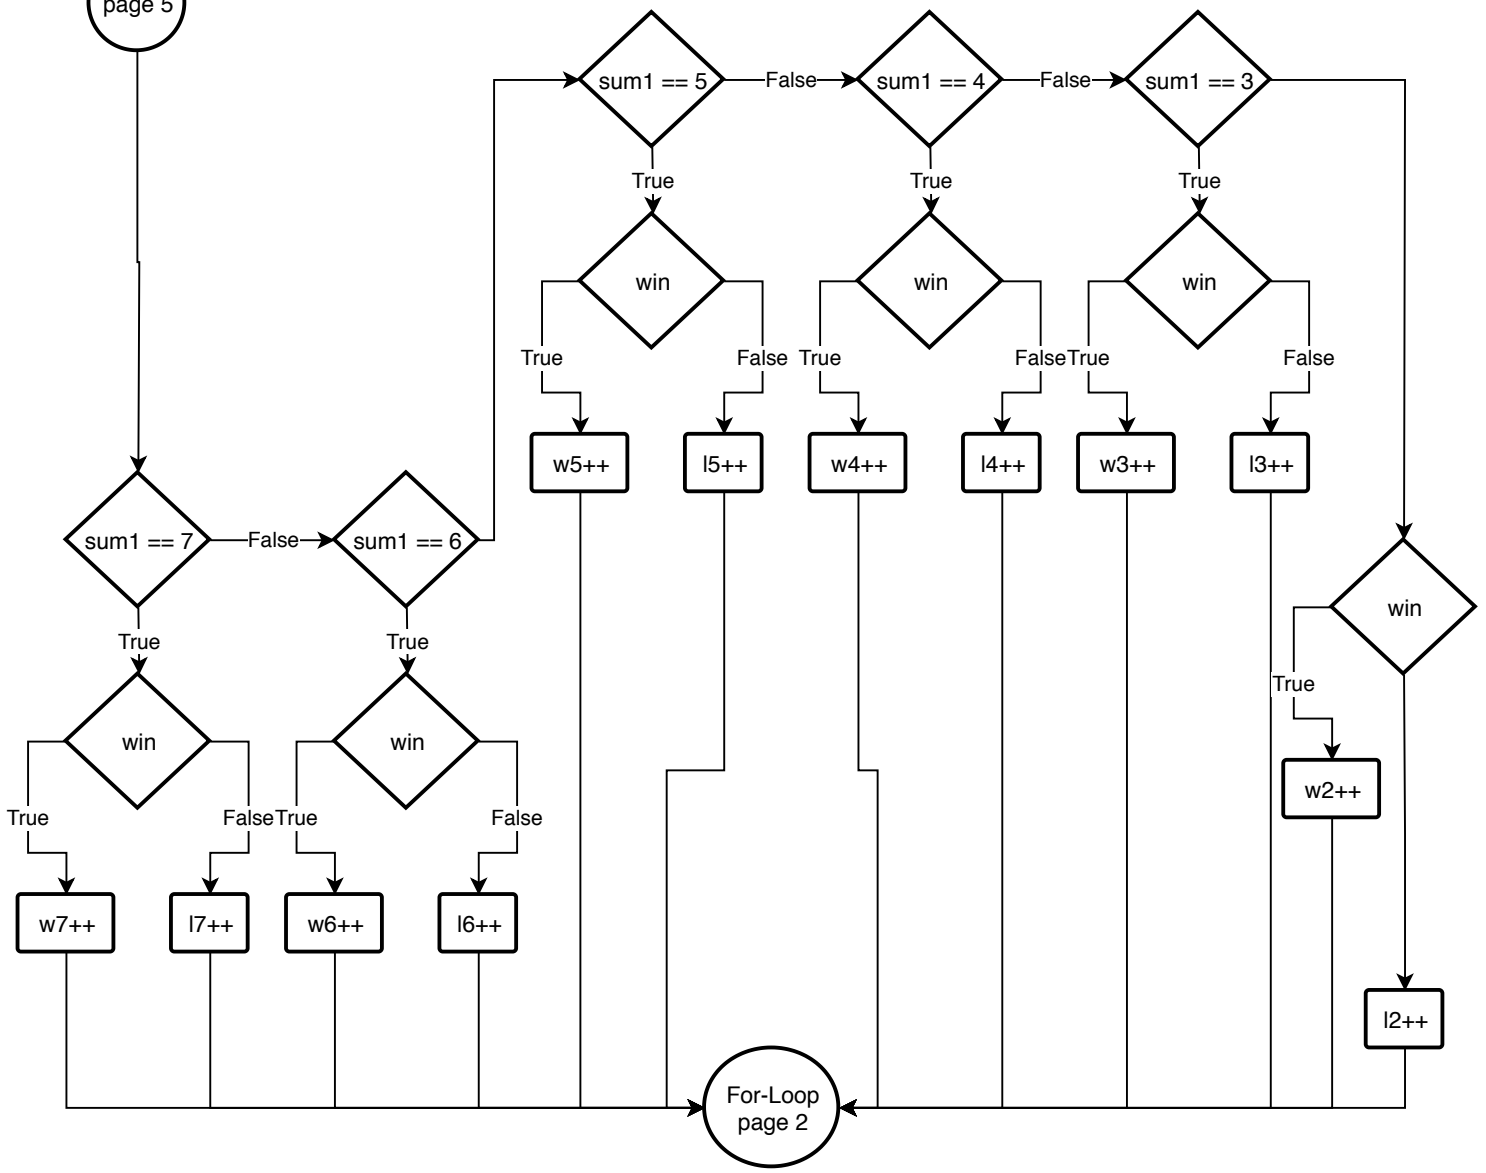 page 5
sum1 == 5
False
sum1 == 4
False
sum1 == 3
True
True
True
win
win
win
True
False
True
False
True
False
w5++
l5++
w4++
l4++
w3++
l3++
sum1 == 7
False
sum1 == 6
win
True
True
True
win
win
w2++
True
False
True
False
w7++
l7++
w6++
l6++
l2++
For-Loop
page 2